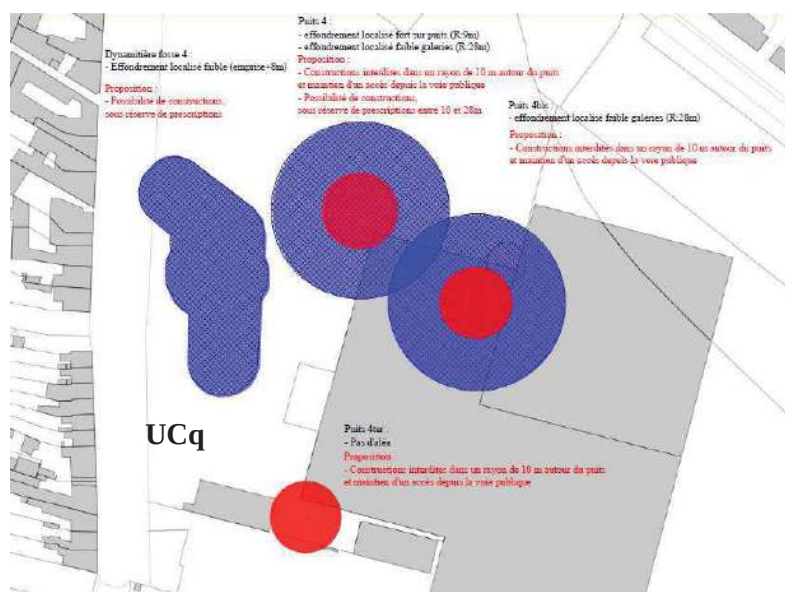 Dynamitière fosse 4 :
- Effondrement localisé faible (emprise+8m)
Proposition :
- Possibilité de constructions,
sous réserve de prescriptions
Puits 4 :
- effondrement localisé fort sur puits (R:9m)
- effondrement localisé faible galeries (R:28m)
Proposition :
- Constructions interdites dans un rayon de 10 m autour du puits
et maintien d'un accès depuis la voie publique
- Possibilité de constructions,
sous réserve de prescriptions entre 10 et 28m
Puits 4bis :
- effondrement localisé fraible galeries (R:28m)
Proposition :
- Constructions interdites dans un rayon de 10 m autour du puits
et maintien d'un accès depuis la voie publique
UCq
Puits 4ter :
- Pas d'aléa
Proposition :
- Constructions interdites dans un rayon de 10 m autour du puits
et maintien d'un accès depuis la voie publique